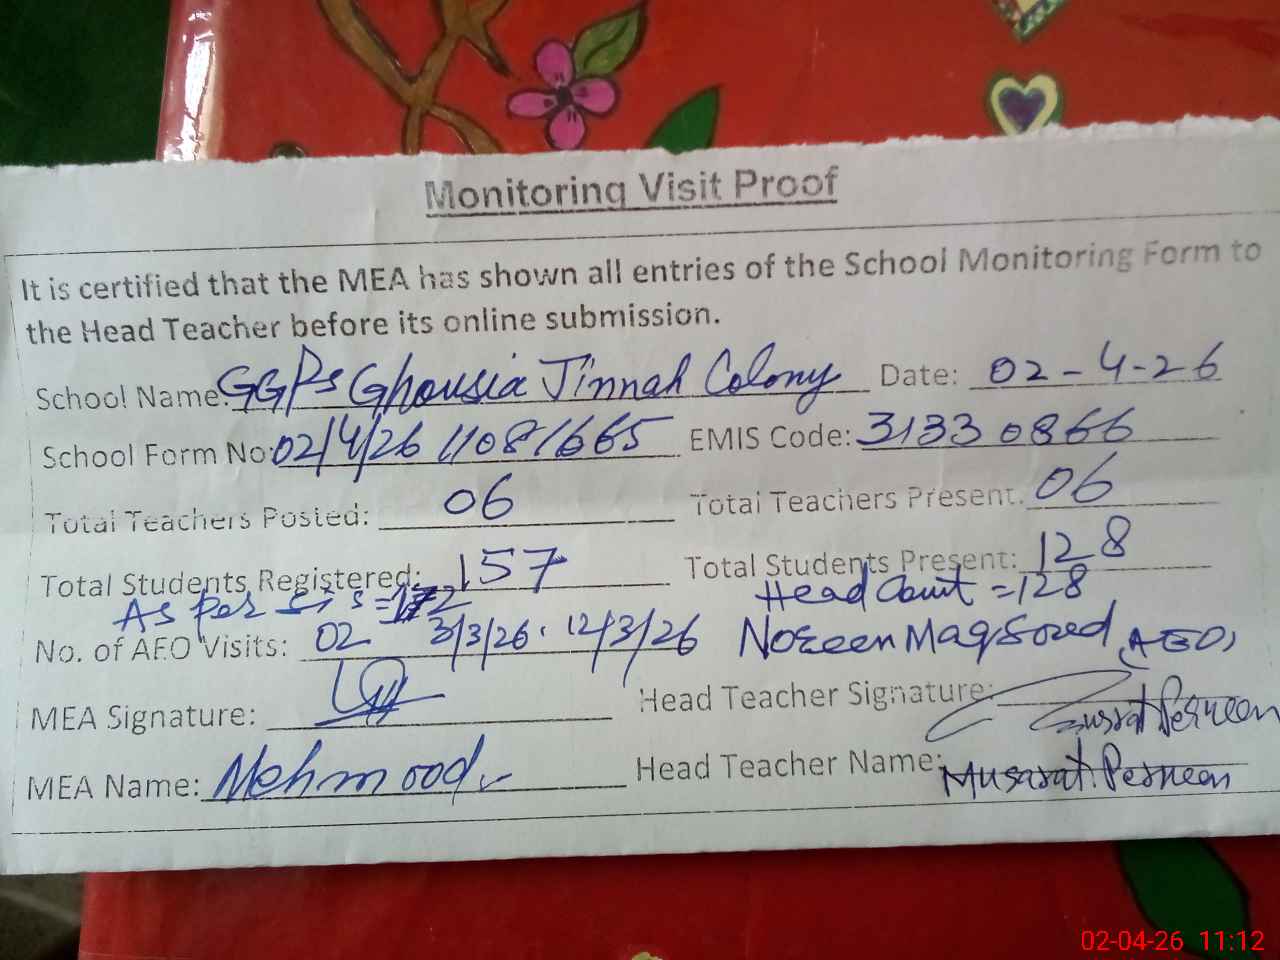 Monitoring Visit Proof
It is certified that the MEA has shown all entries of the School Monitoring Form to
the Head Teacher before its online submission.
School Name: GGPs Ghousia Jinnah Colony Date: 02-4-26
School Form No: 02/4/26 11081665 EMIS Code: 31330866
Total Teachers Posted: 06 Total Teachers Present: 06
Total Students Registered: 157 Total Students Present: 128
As Per Head Count = 128
No. of AEO Visits: 02 3/3/26, 12/3/26 Noreen Maqsood (AEO)
MEA Signature: Head Teacher Signature: Perveen
MEA Name: Mehmood Head Teacher Name: Musarat Perveen
02-04-26 11:12